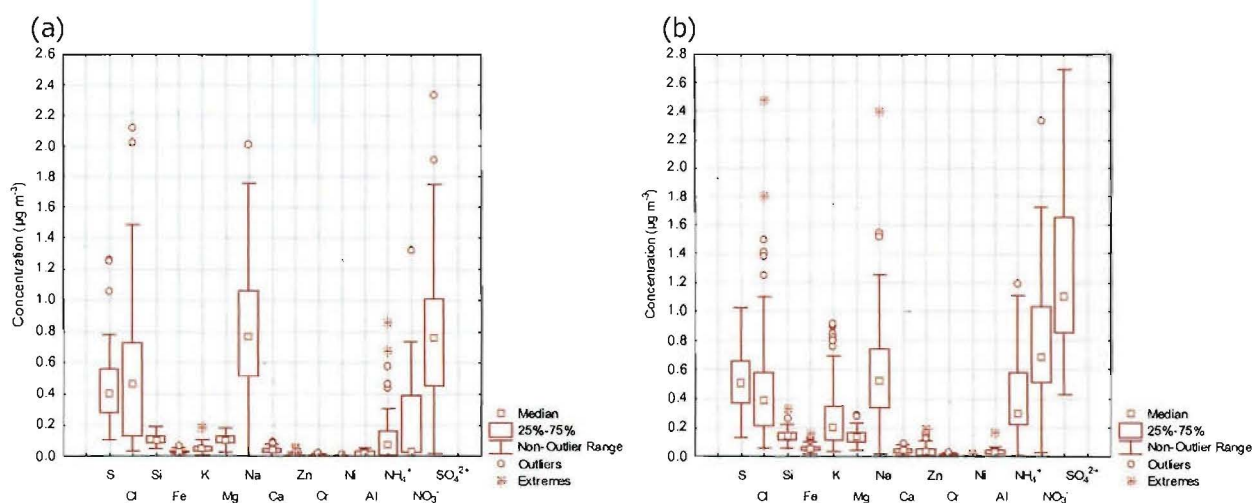 (a)
2.6
2.4
2.2
2.0
1.8
1.6
1.4
1.2
1.0
0.8
0.6
0.4
0.2
0.0
Concentration (µg m⁻³)
S Si K Na Zn Ni NH₄⁺ SO₄²⁺
Cl Fe Mg Ca Cr Al NO₃⁻
Median
25%-75%
Non-Outlier Range
Outliers
Extremes
(b)
2.8
2.6
2.4
2.2
2.0
1.8
1.6
1.4
1.2
1.0
0.8
0.6
0.4
0.2
0.0
Concentration (µg m⁻³)
S Si K Na Zn Ni NH₄⁺ SO₄²⁺
Cl Fe Mg Ca Cr Al NO₃⁻
Median
25%-75%
Non-Outlier Range
Outliers
Extremes